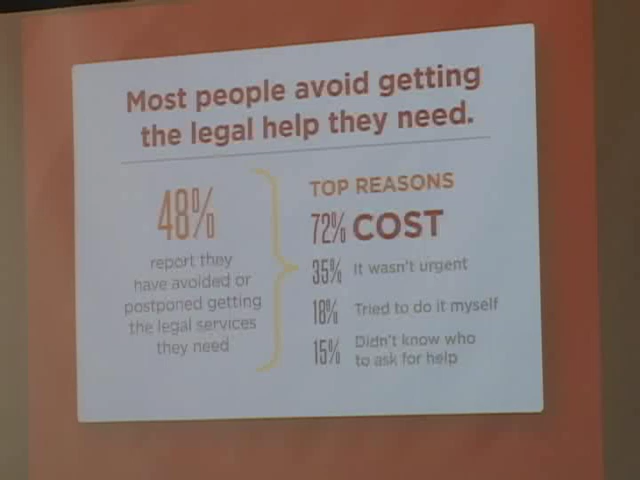 Most people avoid getting
the legal help they need.
48%
report they
have avoided or
postponed getting
the legal services
they need
TOP REASONS
72% COST
35% It wasn't urgent
18% Tried to do it myself
15% Didn't know who
to ask for help